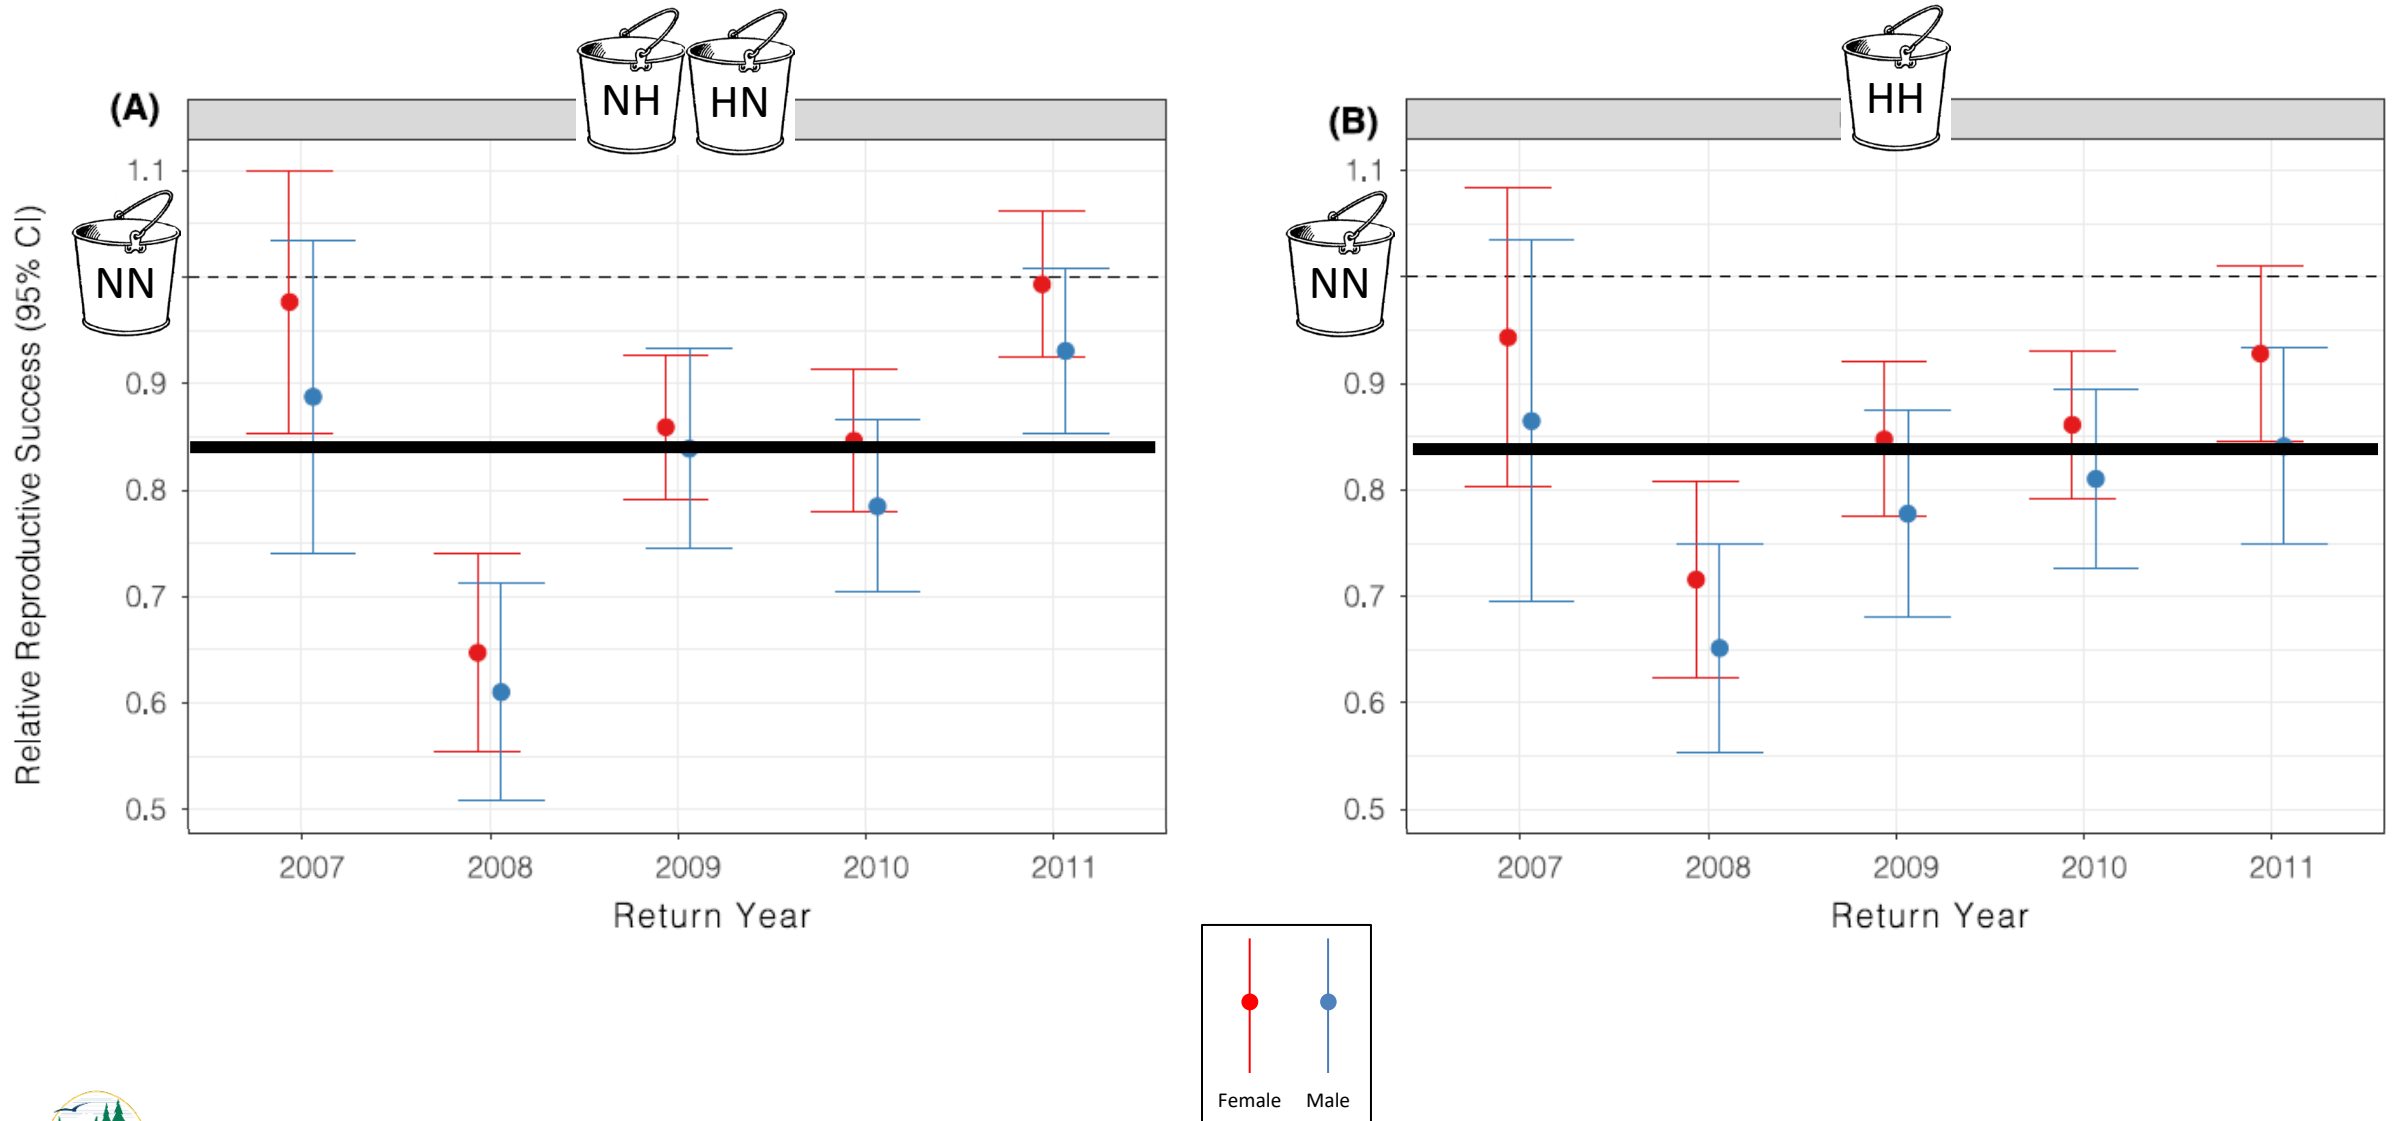 NH HN
HH
(A)
(B)
Relative Reproductive Success (95% CI)
NN
NN
1.1
0.9
0.8
0.7
0.6
0.5
2007 2008 2009 2010 2011
Return Year
1.1
0.9
0.8
0.7
0.6
0.5
2007 2008 2009 2010 2011
Return Year
Female Male